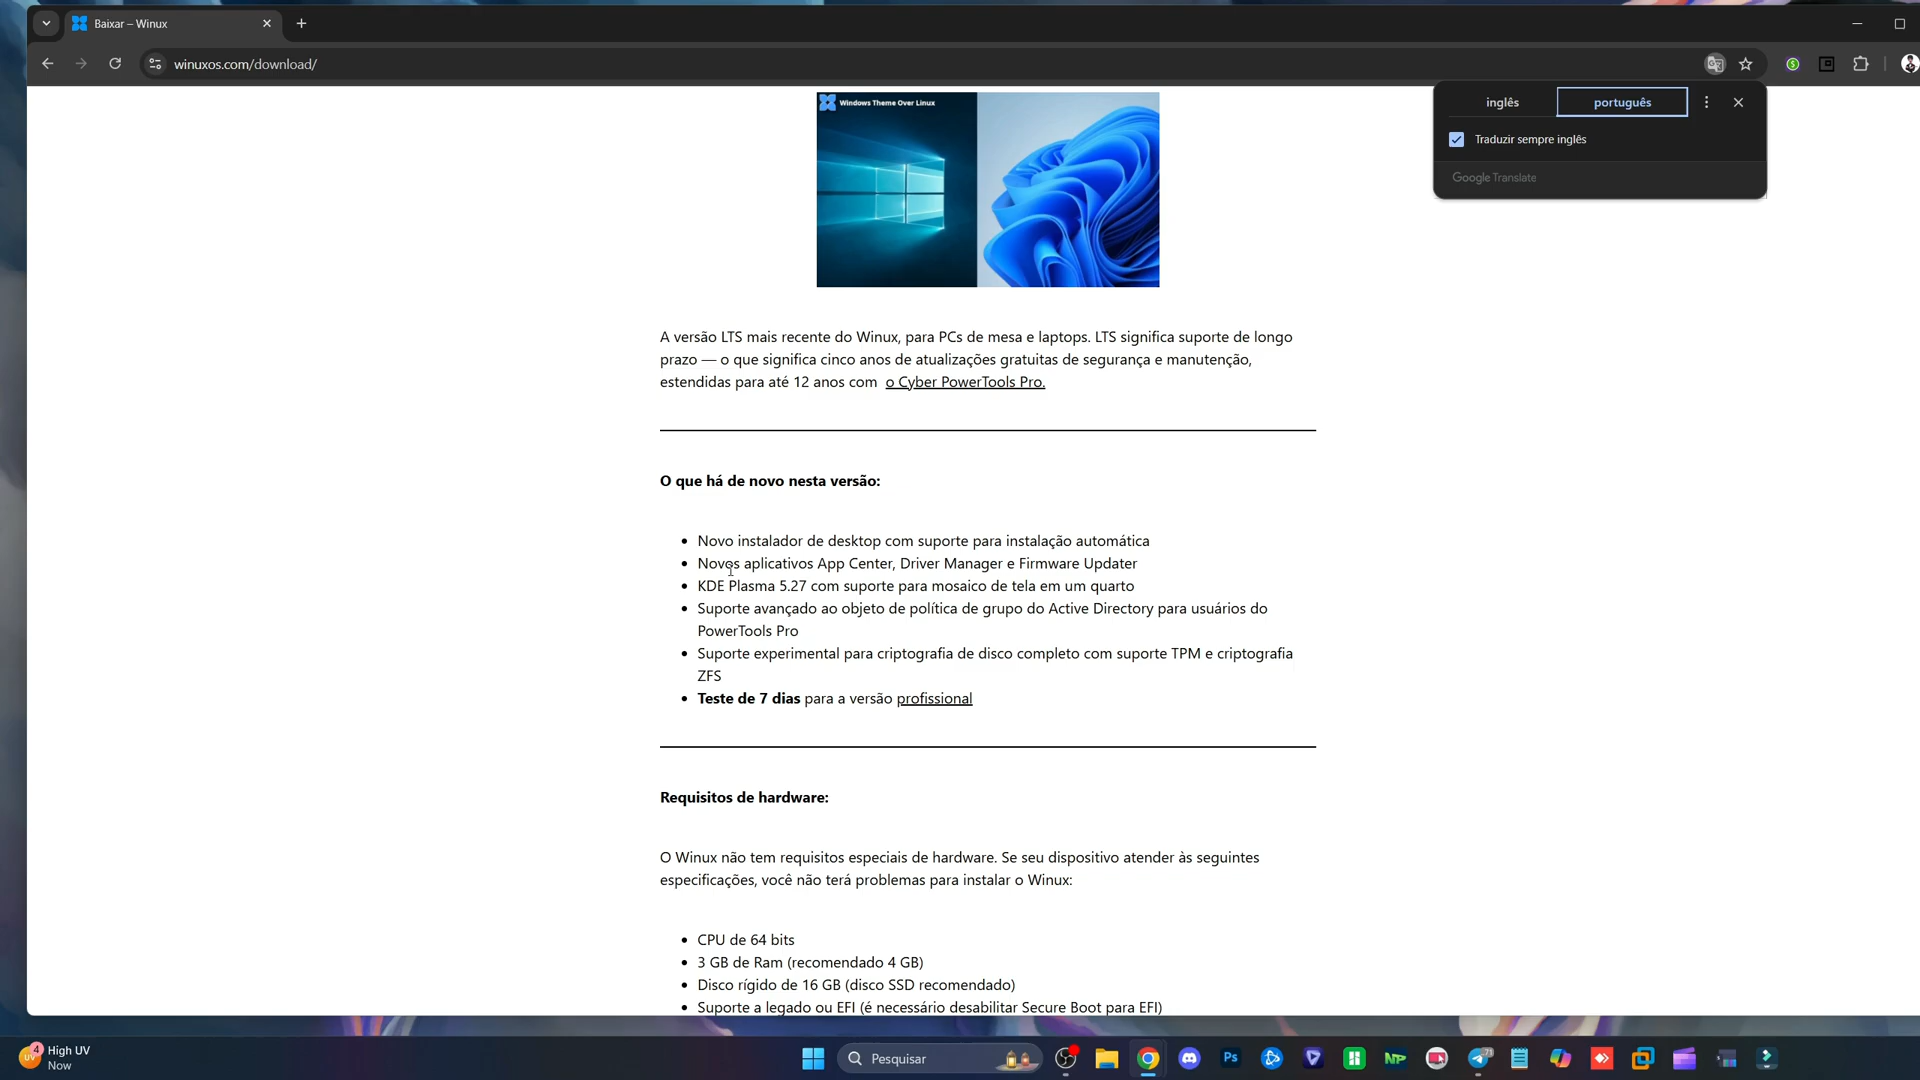 Baixar – Winux
winuxos.com/download/
inglês
português
Traduzir sempre inglês
Google Translate
Windows Theme Over Linux
A versão LTS mais recente do Winux, para PCs de mesa e laptops. LTS significa suporte de longo
prazo — o que significa cinco anos de atualizações gratuitas de segurança e manutenção,
estendidas para até 12 anos com o Cyber PowerTools Pro.
O que há de novo nesta versão:
• Novo instalador de desktop com suporte para instalação automática
• Novos aplicativos App Center, Driver Manager e Firmware Updater
• KDE Plasma 5.27 com suporte para mosaico de tela em um quarto
• Suporte avançado ao objeto de política de grupo do Active Directory para usuários do
PowerTools Pro
• Suporte experimental para criptografia de disco completo com suporte TPM e criptografia
ZFS
• Teste de 7 dias para a versão profissional
Requisitos de hardware:
O Winux não tem requisitos especiais de hardware. Se seu dispositivo atender às seguintes
especificações, você não terá problemas para instalar o Winux:
• CPU de 64 bits
• 3 GB de Ram (recomendado 4 GB)
• Disco rígido de 16 GB (disco SSD recomendado)
• Suporte a legado ou EFI (é necessário desabilitar Secure Boot para EFI)
4
UV
High UV
Now
Pesquisar
Ps
NP
71